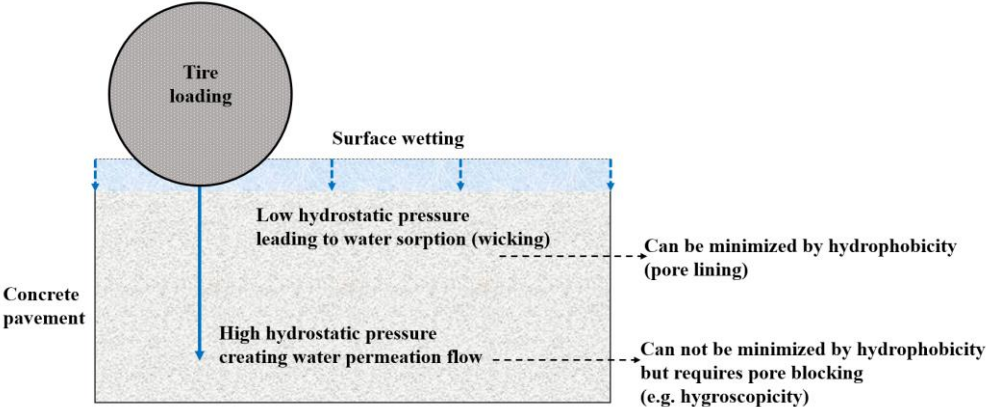 Tire
loading
Surface wetting
Low hydrostatic pressure
leading to water sorption (wicking)
Can be minimized by hydrophobicity
(pore lining)
Concrete
pavement
High hydrostatic pressure
creating water permeation flow
Can not be minimized by hydrophobicity
but requires pore blocking
(e.g. hygroscopicity)